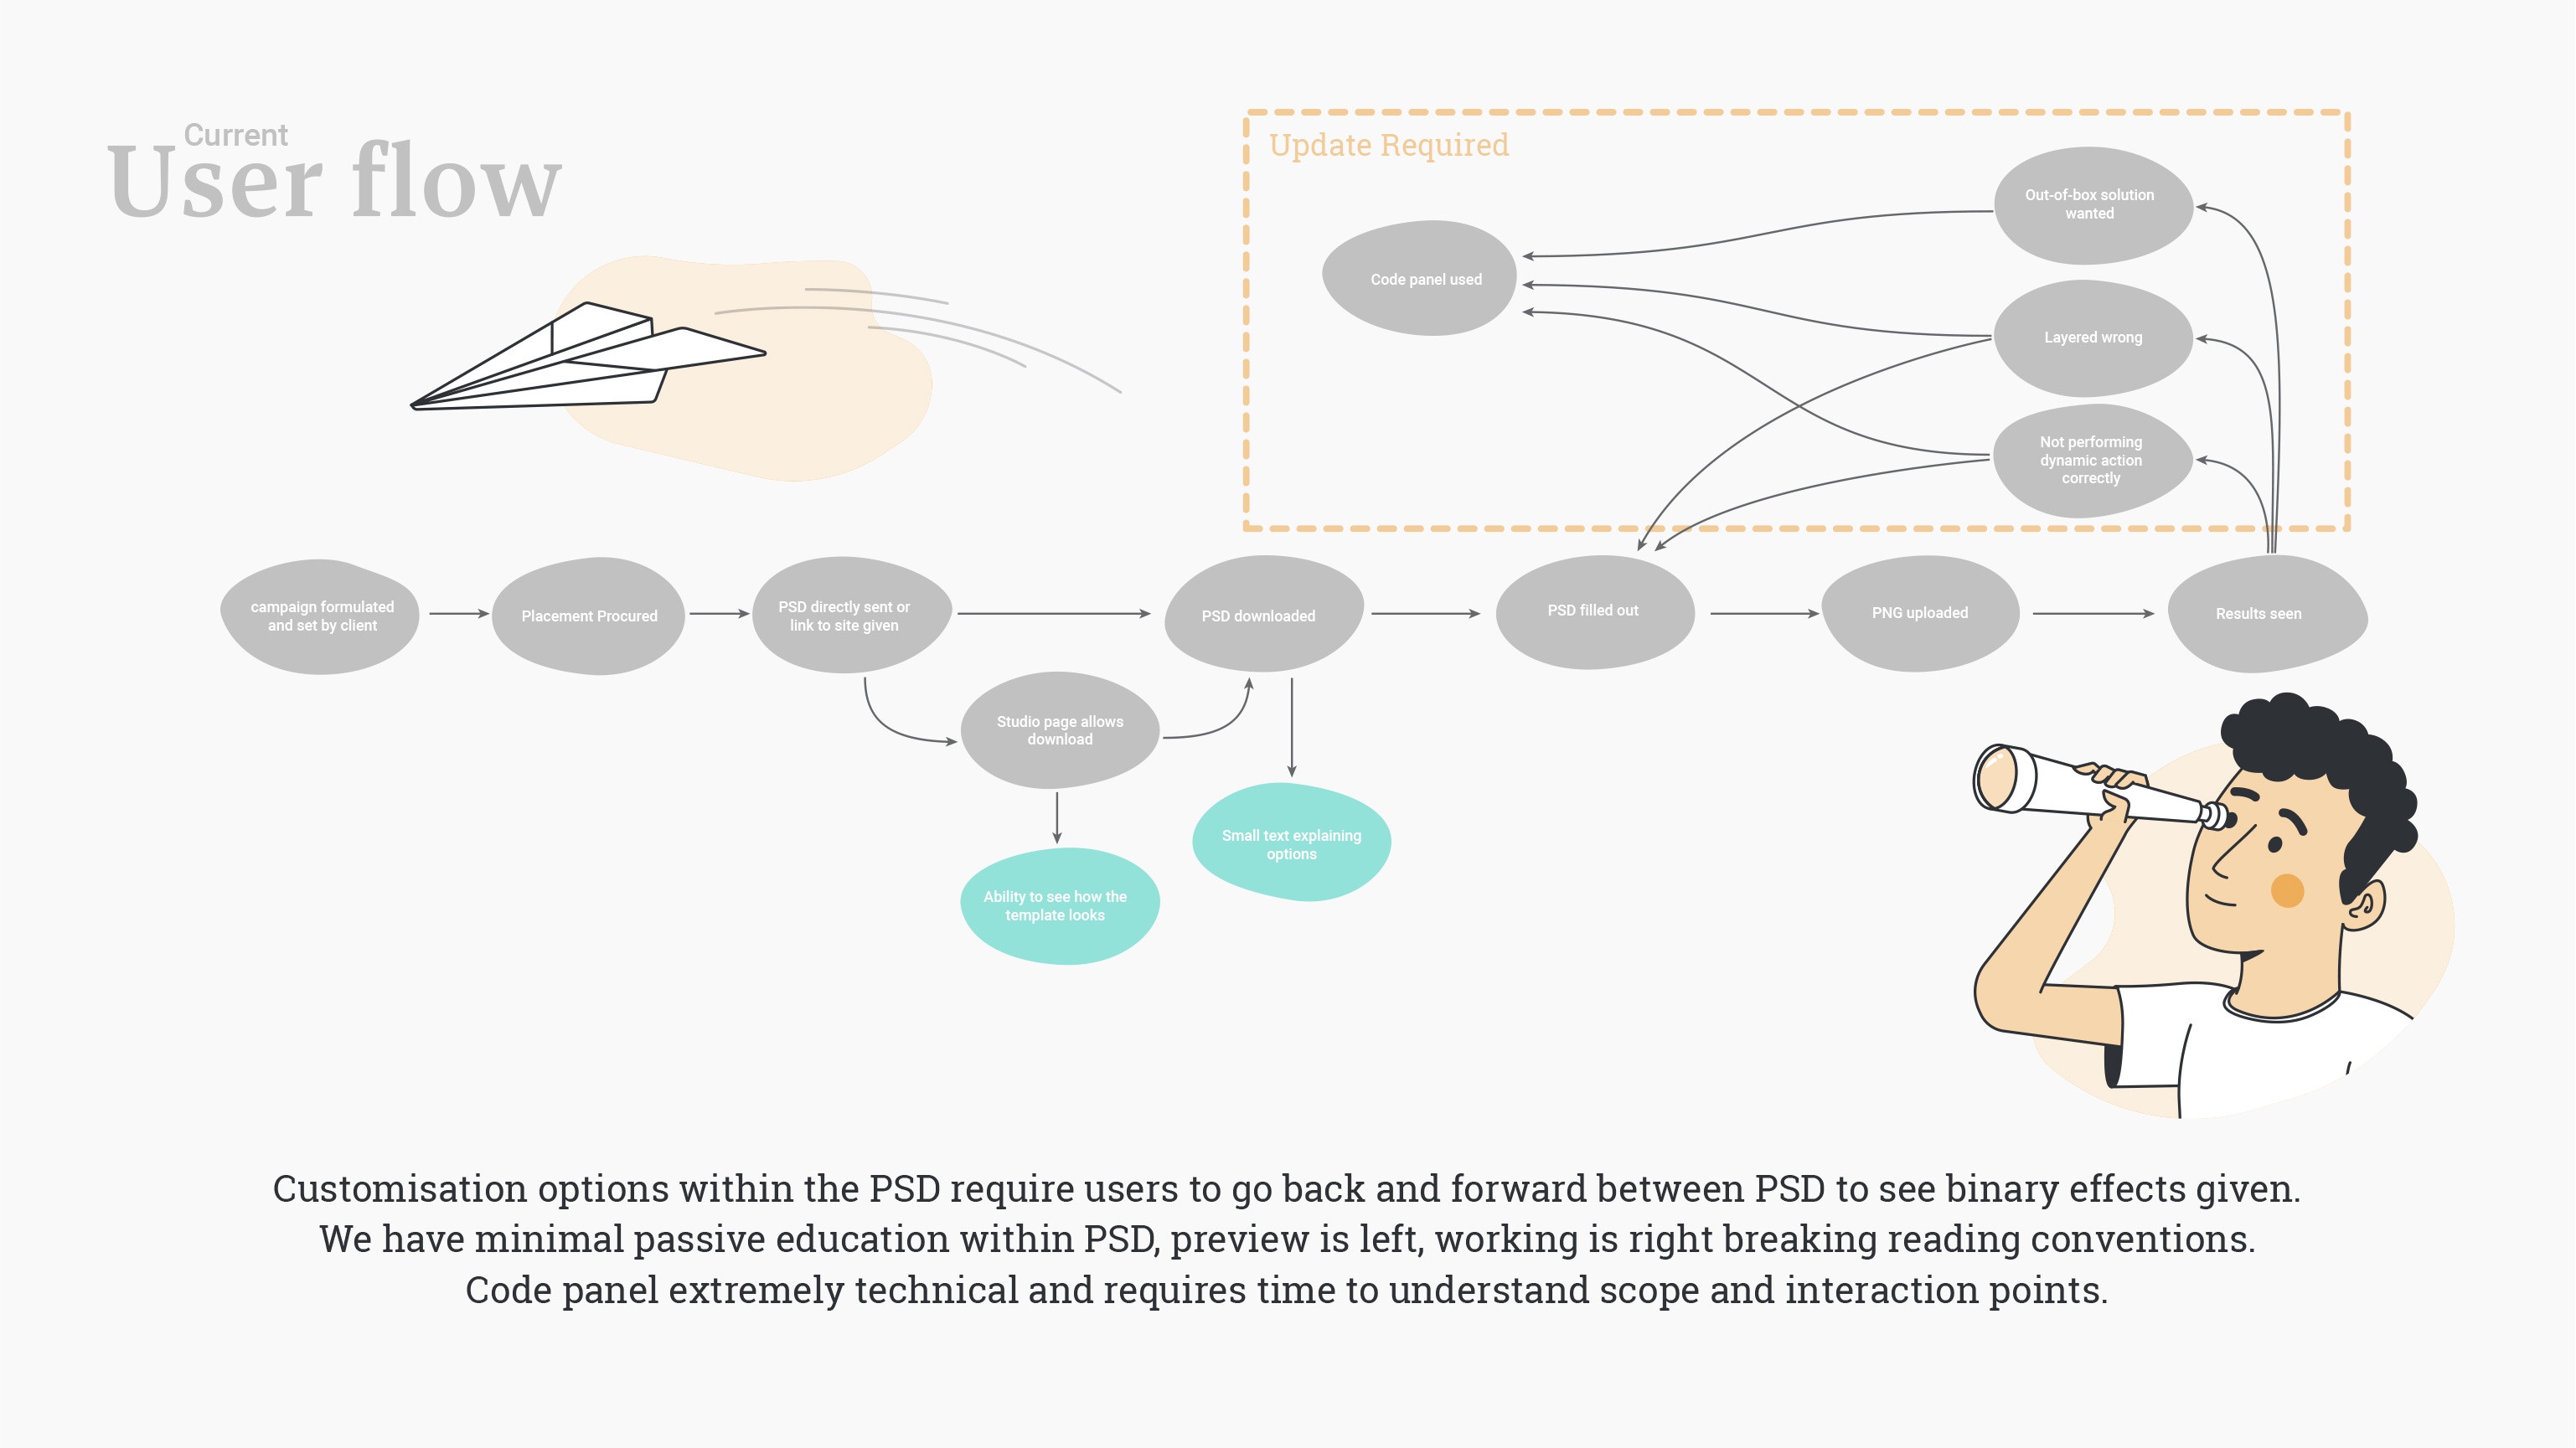 Current
User flow
Update Required
Out-of-box solution
wanted
Code panel used
Layered wrong
Not performing
dynamic action
correctly
campaign formulated
and set by client
Placement Procured
PSD directly sent or
link to site given
PSD downloaded
PSD filled out
PNG uploaded
Results seen
Studio page allows
download
Small text explaining
options
Ability to see how the
template looks
Customisation options within the PSD require users to go back and forward between PSD to see binary effects given.
We have minimal passive education within PSD, preview is left, working is right breaking reading conventions.
Code panel extremely technical and requires time to understand scope and interaction points.